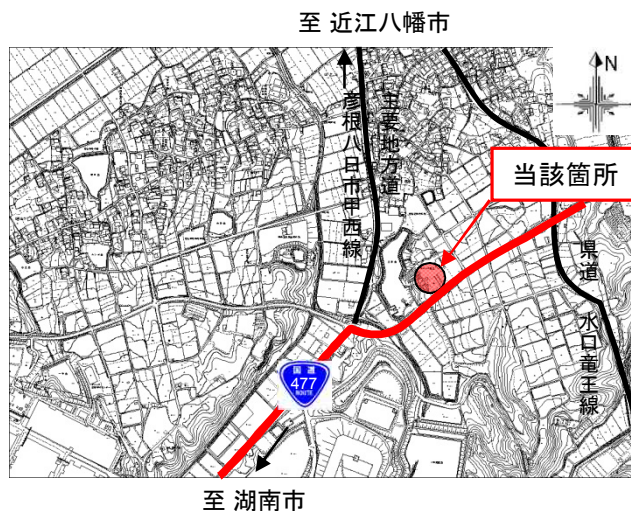 至 近江八幡市
N
主要地方道
彦根八日市甲西線
当該箇所
県道 水口竜王線
国道
477
ROUTE
至 湖南市